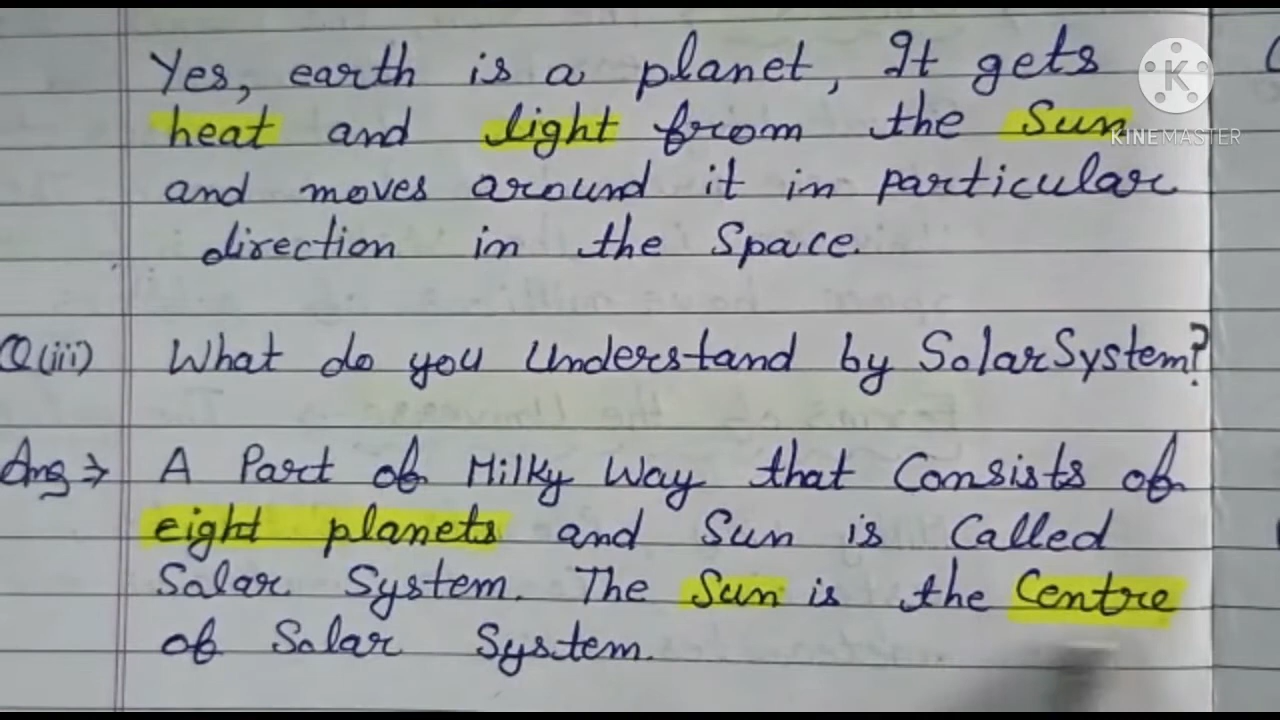 Yes, earth is a planet, It gets
heat and light from the Sun
and moves around it in particular
direction in the Space.
Q(iii) What do you Understand by Solar System?
Ans ⇒ A Part of Milky Way that Consists of
eight planets and Sun is Called
Solar System. The Sun is the Centre
of Solar System.
KINEMASTER